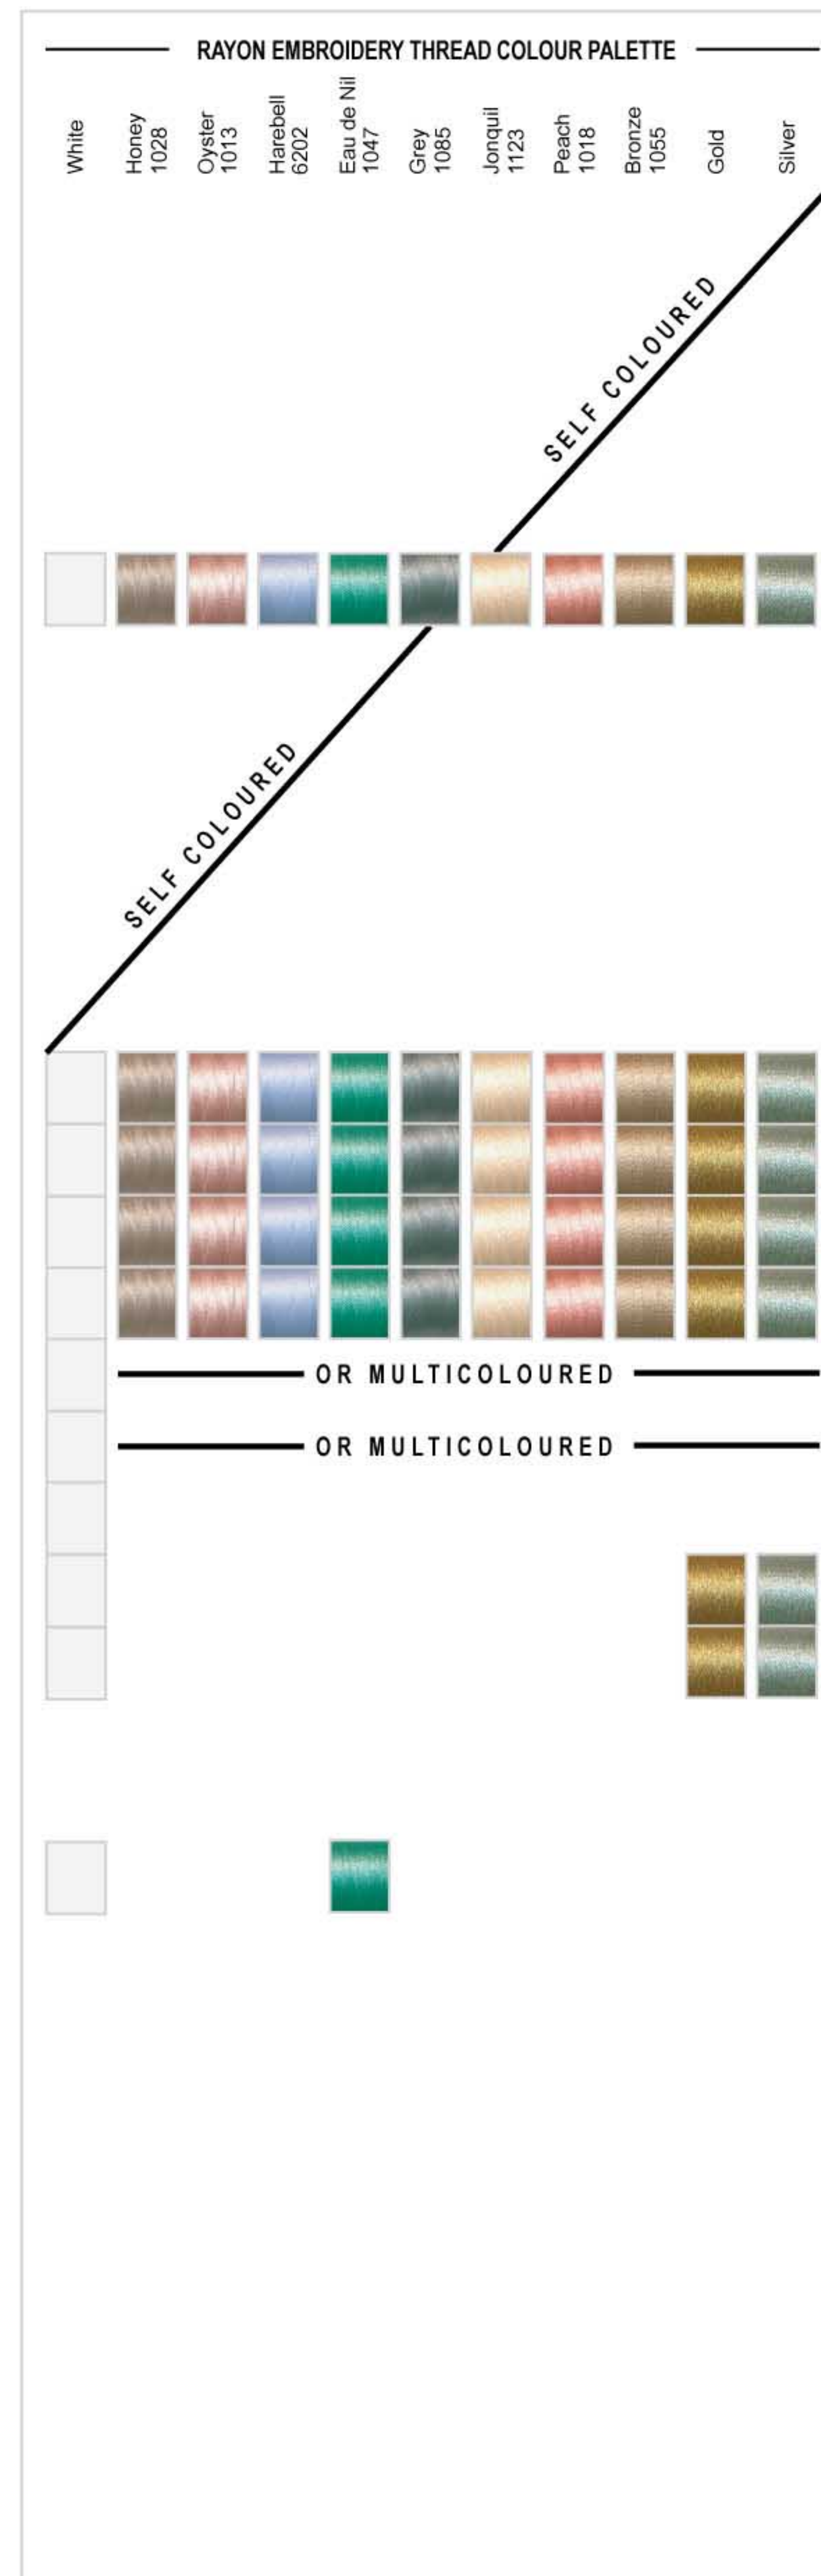 RAYON EMBROIDERY THREAD COLOUR PALETTE
White
Honey
1028
Oyster
1013
Harebell
6202
Eau de Nil
1047
Grey
1085
Jonquil
1123
Peach
1018
Bronze
1055
Gold
Silver
SELF COLOURED
SELF COLOURED
OR MULTICOLOURED
OR MULTICOLOURED